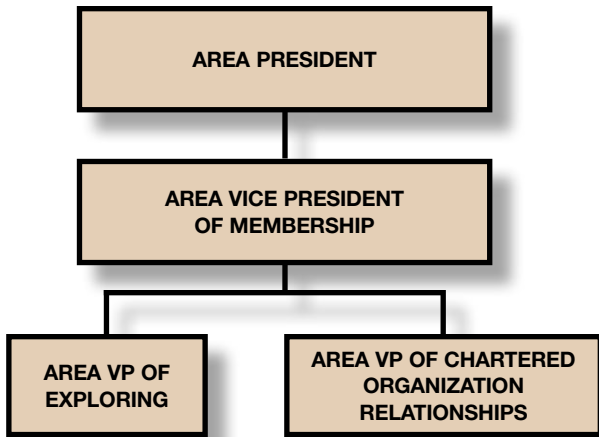 AREA PRESIDENT
AREA VICE PRESIDENT
OF MEMBERSHIP
AREA VP OF
EXPLORING
AREA VP OF CHARTERED
ORGANIZATION
RELATIONSHIPS